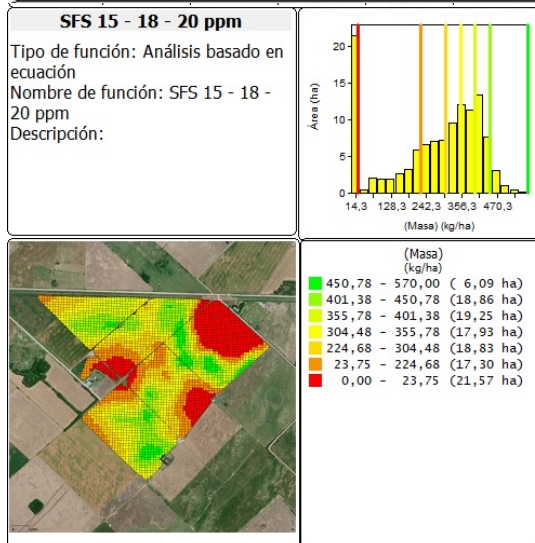 SFS 15 - 18 - 20 ppm
Tipo de función: Análisis basado en
ecuación
Nombre de función: SFS 15 - 18 -
20 ppm
Descripción:
Área (ha)
20
15
10
5
0
14,3 128,3 242,3 356,3 470,3
(Masa) (kg/ha)
(Masa)
(kg/ha)
450,78 - 570,00 ( 6,09 ha)
401,38 - 450,78 (18,86 ha)
355,78 - 401,38 (19,25 ha)
304,48 - 355,78 (17,93 ha)
224,68 - 304,48 (18,83 ha)
23,75 - 224,68 (17,30 ha)
0,00 - 23,75 (21,57 ha)